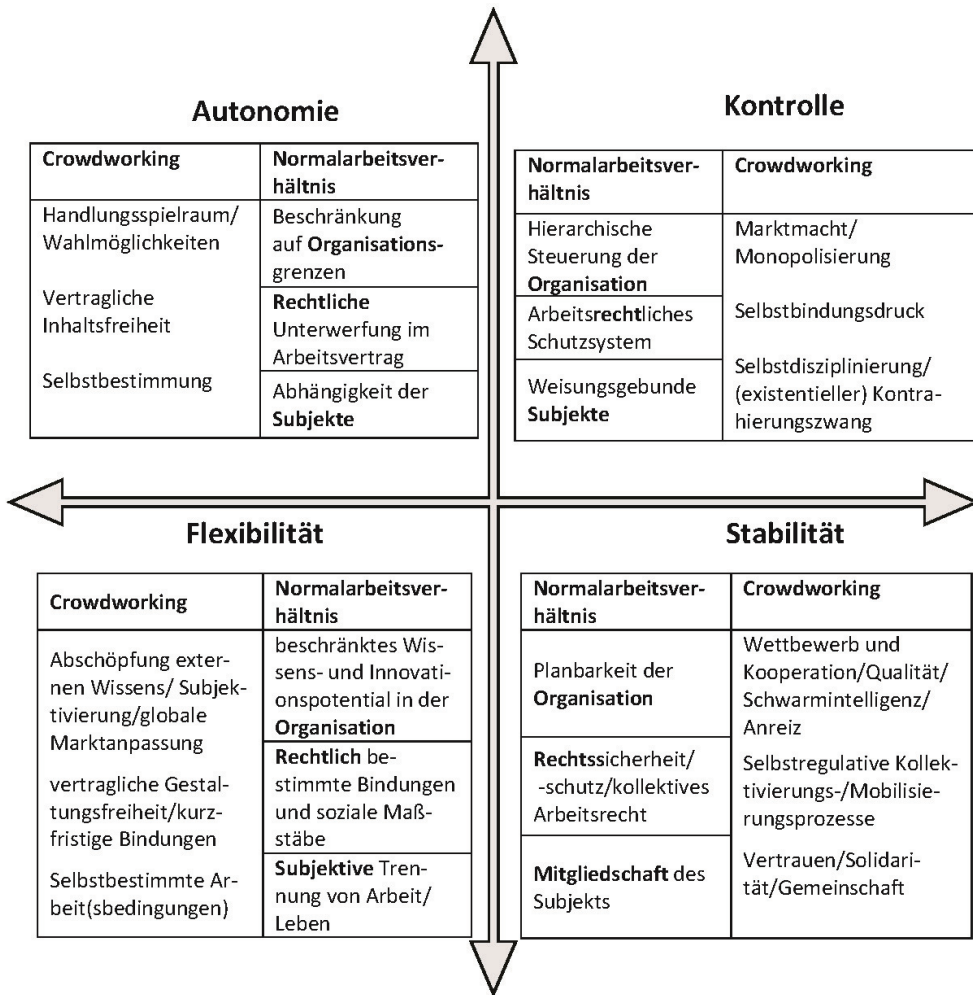 Autonomie
Crowdworking
Normalarbeitsver-
hältnis
Handlungsspielraum/
Wahlmöglichkeiten
Beschränkung
auf Organisations-
grenzen
Vertragliche
Inhaltsfreiheit
Rechtliche
Unterwerfung im
Arbeitsvertrag
Selbstbestimmung
Abhängigkeit der
Subjekte
Kontrolle
Normalarbeitsver-
hältnis
Crowdworking
Hierarchische
Steuerung der
Organisation
Marktmacht/
Monopolisierung
Arbeitsrechtliches
Schutzsystem
Selbstbindungsdruck
Weisungsgebunde
Subjekte
Selbstdisziplinierung/
(existentieller) Kontra-
hierungszwang
Flexibilität
Crowdworking
Normalarbeitsver-
hältnis
Abschöpfung exter-
nen Wissens/ Subjek-
tivierung/globale
Marktanpassung
beschränktes Wis-
sens- und Innovati-
onspotential in der
Organisation
vertragliche Gestal-
tungsfreiheit/kurz-
fristige Bindungen
Rechtlich be-
stimmte Bindungen
und soziale Maß-
stäbe
Selbstbestimmte Ar-
beit(sbedingungen)
Subjektive Tren-
nung von Arbeit/
Leben
Stabilität
Normalarbeitsver-
hältnis
Crowdworking
Planbarkeit der
Organisation
Wettbewerb und
Kooperation/Qualität/
Schwarmintelligenz/
Anreiz
Rechtssicherheit/
-schutz/kollektives
Arbeitsrecht
Selbstregulative Kollek-
tivierungs-/Mobilisie-
rungsprozesse
Mitgliedschaft des
Subjekts
Vertrauen/Solidari-
tät/Gemeinschaft